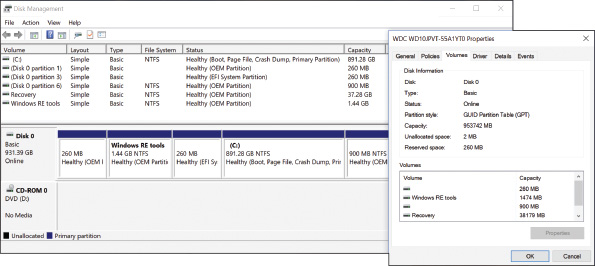 Disk Management
File Action View Help
Volume Layout Type File System Status Capacity
(C:) Simple Basic NTFS Healthy (Boot, Page File, Crash Dump, Primary Partition) 891.28 GB
(Disk 0 partition 1) Simple Basic Healthy (OEM Partition) 260 MB
(Disk 0 partition 3) Simple Basic Healthy (EFI System Partition) 260 MB
(Disk 0 partition 6) Simple Basic NTFS Healthy (OEM Partition) 900 MB
Recovery Simple Basic NTFS Healthy (OEM Partition) 37.28 GB
Windows RE tools Simple Basic NTFS Healthy (OEM Partition) 1.44 GB
Disk 0
Basic
931.39 GB
Online
260 MB
Healthy (OEM I
Windows RE tools
1.44 GB NTFS
Healthy (OEM Partitic
260 MB
Healthy (EFI Sy
(C:)
891.28 GB NTFS
Healthy (Boot, Page File, Crash Dump, Pri
900 MB NTF
Healthy (OEI
CD-ROM 0
DVD (D:)
No Media
Unallocated Primary partition
WDC WD10JPVT-55A1YT0 Properties
General Policies Volumes Driver Details Events
Disk Information
Disk: Disk 0
Type: Basic
Status: Online
Partition style: GUID Partition Table (GPT)
Capacity: 953742 MB
Unallocated space: 2 MB
Reserved space: 260 MB
Volumes
Volume Capacity
260 MB
Windows RE tools 1474 MB
900 MB
Recovery 38179 MB
Properties
OK Cancel